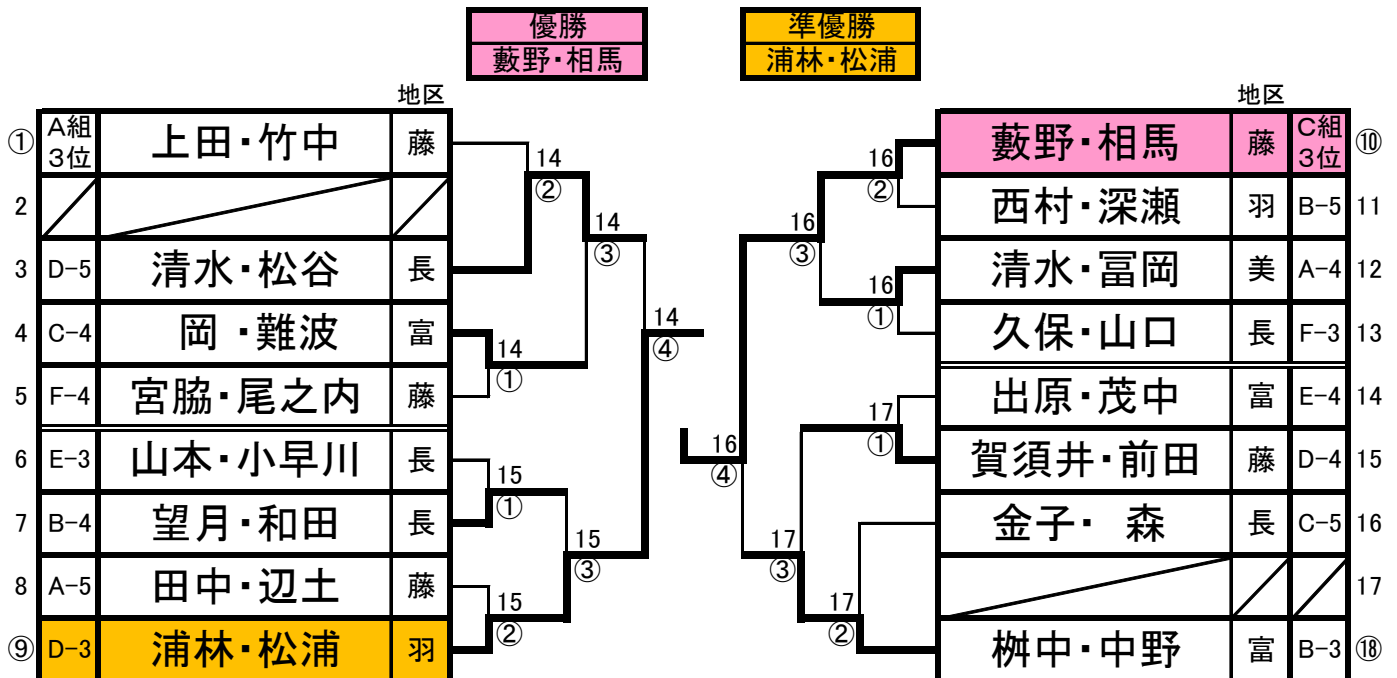 優勝
藪野・相馬
準優勝
浦林・松浦
地区
① A組3位 上田・竹中 藤
2
3 D-5 清水・松谷 長
4 C-4 岡 ・難波 富
5 F-4 宮脇・尾之内 藤
6 E-3 山本・小早川 長
7 B-4 望月・和田 長
8 A-5 田中・辺土 藤
⑨ D-3 浦林・松浦 羽
14
②
14
③
14
①
14
④
15
①
15
③
15
②
地区
藪野・相馬 藤 C組3位 ⑩
西村・深瀬 羽 B-5 11
清水・冨岡 美 A-4 12
久保・山口 長 F-3 13
出原・茂中 富 E-4 14
賀須井・前田 藤 D-4 15
金子・ 森 長 C-5 16
17
桝中・中野 富 B-3 ⑱
16
②
16
③
16
①
16
④
17
①
17
③
17
②